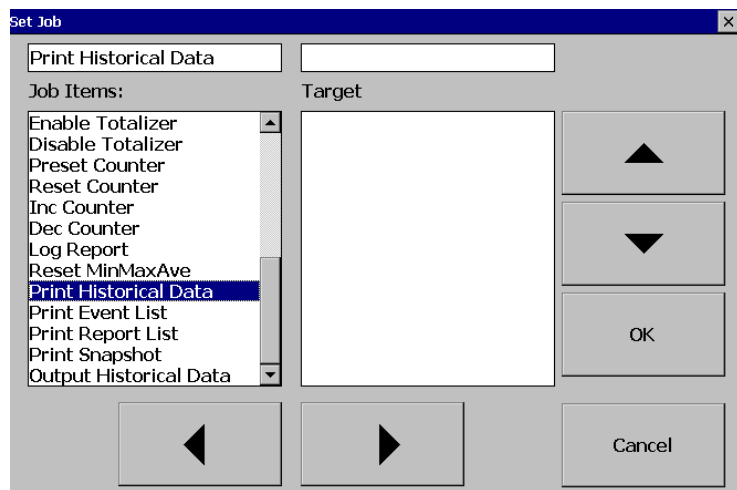 Set Job
Print Historical Data
Job Items:
Target
Enable Totalizer
Disable Totalizer
Preset Counter
Reset Counter
Inc Counter
Dec Counter
Log Report
Reset MinMaxAve
Print Historical Data
Print Event List
Print Report List
Print Snapshot
Output Historical Data
OK
Cancel